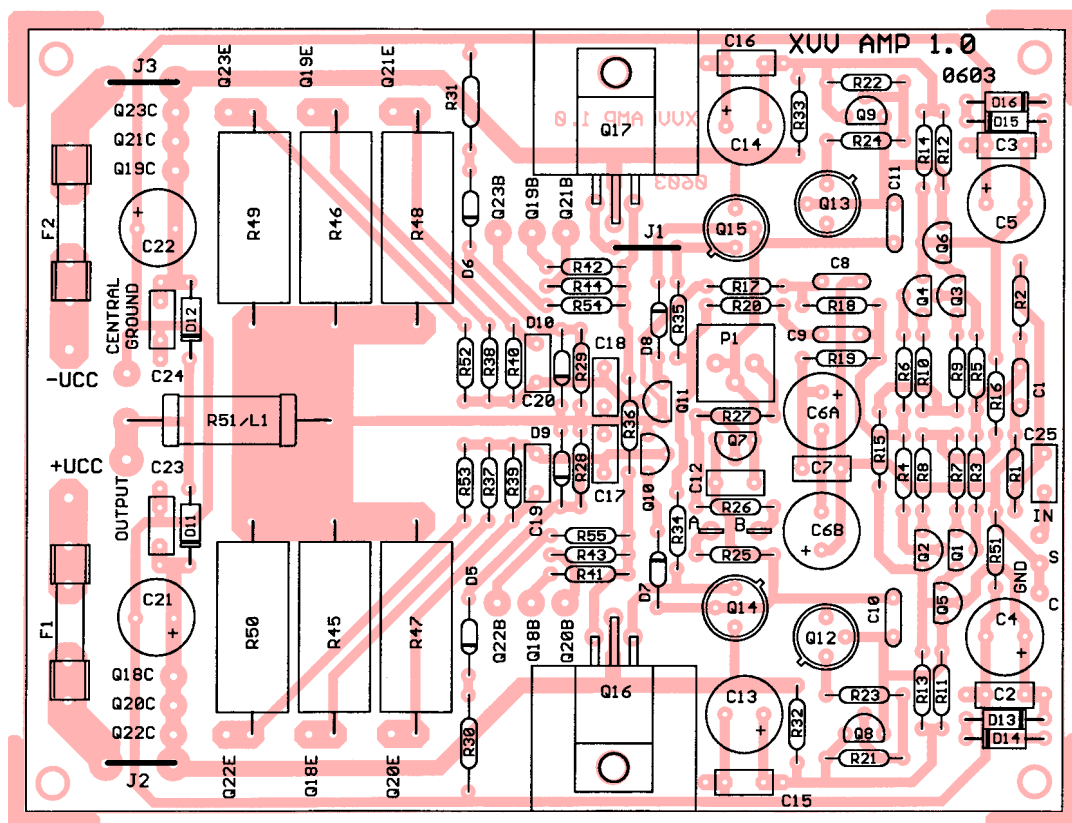 XVV AMP 1.0
0603
XVV AMP 1.0
0603
J3
Q23E
Q19E
Q21E
R31
C16
R22
D16
D15
Q23C
Q21C
Q19C
Q17
R33
Q9
R24
C14
R14
R12
C3
F2
C22
R49
R46
R48
D6
Q23B
Q19B
Q21B
J1
Q15
Q13
C11
Q6
C5
R42
R44
R54
C8
R17
R20
R18
Q4
Q3
R2
CENTRAL
GROUND
D12
C24
-UCC
R52
R38
R40
D10
C20
R29
C18
D8
R35
P1
C9
R19
R6
R10
R9
R5
R16
C1
R51/L1
R36
Q11
R27
C6A
R15
+UCC
C23
OUTPUT
D11
R53
R37
R39
D9
C19
R28
C17
Q10
Q7
C12
C7
R4
R8
R7
R3
R1
C25
IN
R26
A
B
R34
C6B
R55
R43
R41
R25
Q2
Q1
R51
S
GND
C
F1
C21
R50
R45
R47
D5
Q22B
Q18B
Q20B
D7
Q14
Q12
C10
Q5
C4
Q18C
Q20C
Q22C
Q16
C13
R23
R13
R11
C2
D13
D14
R30
R32
Q8
R21
J2
Q22E
Q18E
Q20E
C15